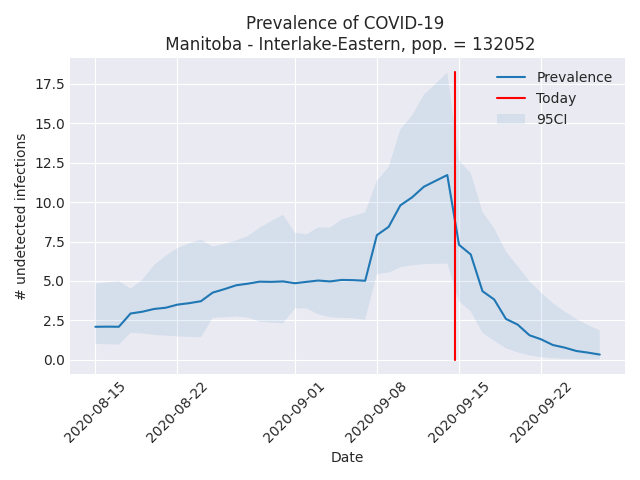 Prevalence of COVID-19
Manitoba - Interlake-Eastern, pop. = 132052
Prevalence
Today
95CI
17.5
15.0
12.5
10.0
7.5
5.0
2.5
0.0
# undetected infections
2020-08-15
2020-08-22
2020-09-01
2020-09-08
2020-09-15
2020-09-22
Date